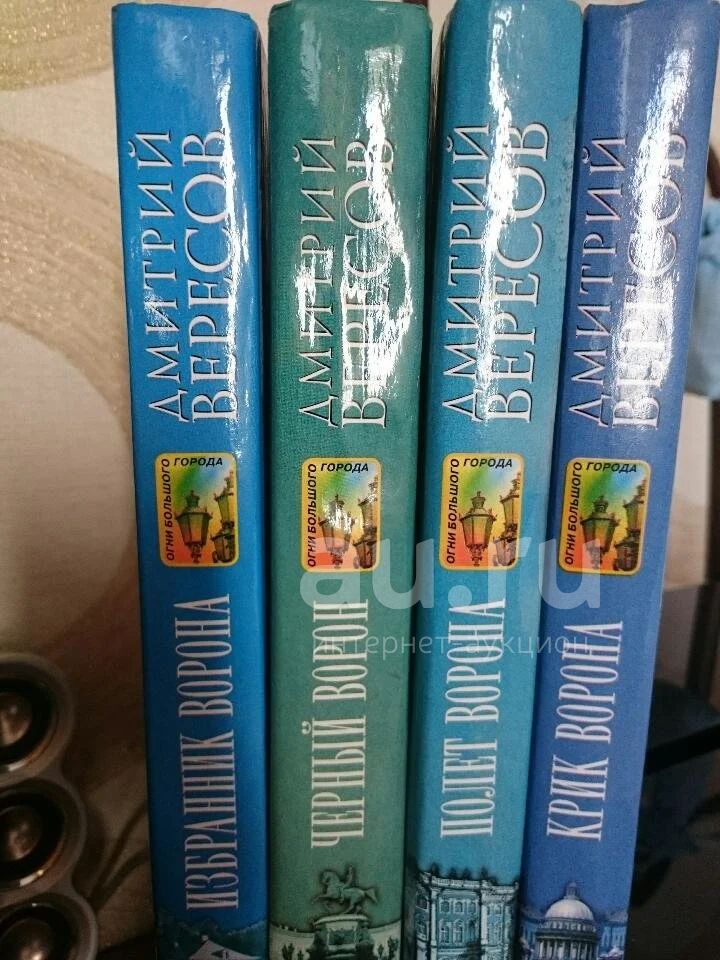 ДМИТРИЙ
ВЕРЕСОВ
ОГНИ БОЛЬШОГО ГОРОДА
ИЗБРАННИК ВОРОНА
ДМИТРИЙ
ВЕРЕСОВ
ОГНИ БОЛЬШОГО ГОРОДА
ЧЕРНЫЙ ВОРОН
ДМИТРИЙ
ВЕРЕСОВ
ОГНИ БОЛЬШОГО ГОРОДА
ПОЛЕТ ВОРОНА
ДМИТРИЙ
ВЕРЕСОВ
ОГНИ БОЛЬШОГО ГОРОДА
КРИК ВОРОНА
au.ru
интернет-аукцион